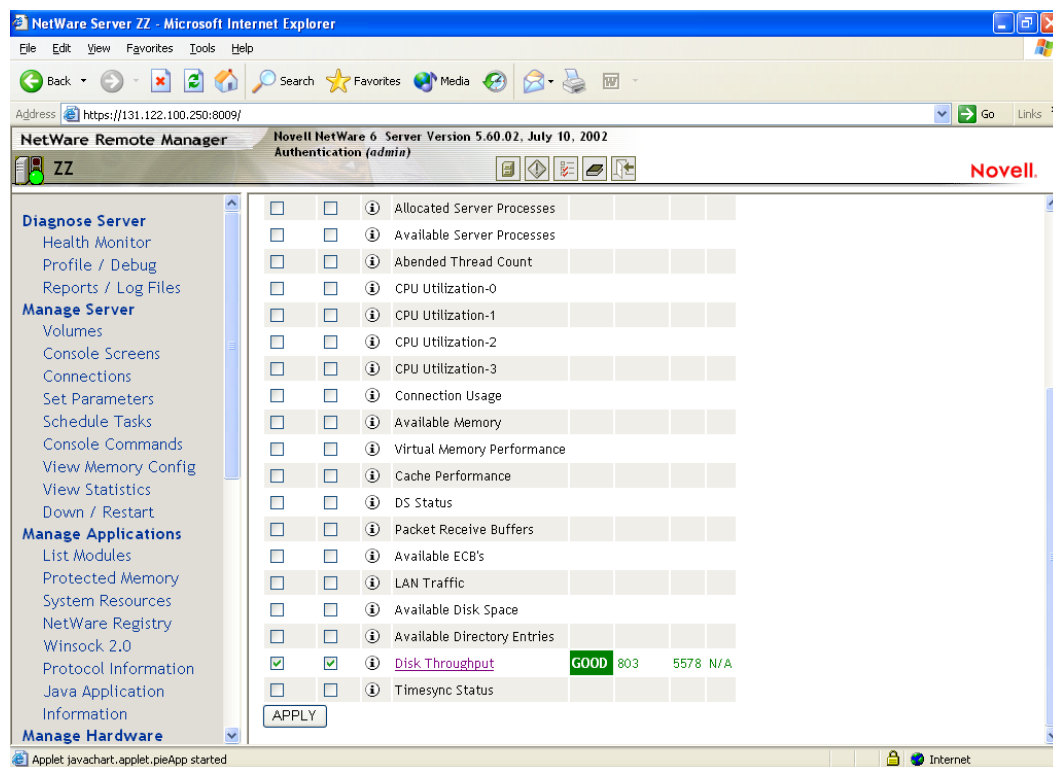 NetWare Server ZZ - Microsoft Internet Explorer
File Edit View Favorites Tools Help
Back Search Favorites Media
Address https://131.122.100.250:8009/ Go Links
NetWare Remote Manager
ZZ
Novell NetWare 6 Server Version 5.60.02, July 10, 2002
Authentication (admin)
Novell.
Diagnose Server
Health Monitor
Profile / Debug
Reports / Log Files
Manage Server
Volumes
Console Screens
Connections
Set Parameters
Schedule Tasks
Console Commands
View Memory Config
View Statistics
Down / Restart
Manage Applications
List Modules
Protected Memory
System Resources
NetWare Registry
Winsock 2.0
Protocol Information
Java Application
Information
Manage Hardware
Allocated Server Processes
Available Server Processes
Abended Thread Count
CPU Utilization-0
CPU Utilization-1
CPU Utilization-2
CPU Utilization-3
Connection Usage
Available Memory
Virtual Memory Performance
Cache Performance
DS Status
Packet Receive Buffers
Available ECB's
LAN Traffic
Available Disk Space
Available Directory Entries
Disk Throughput GOOD 803 5578 N/A
Timesync Status
APPLY
Applet javachart.applet.pieApp started Internet